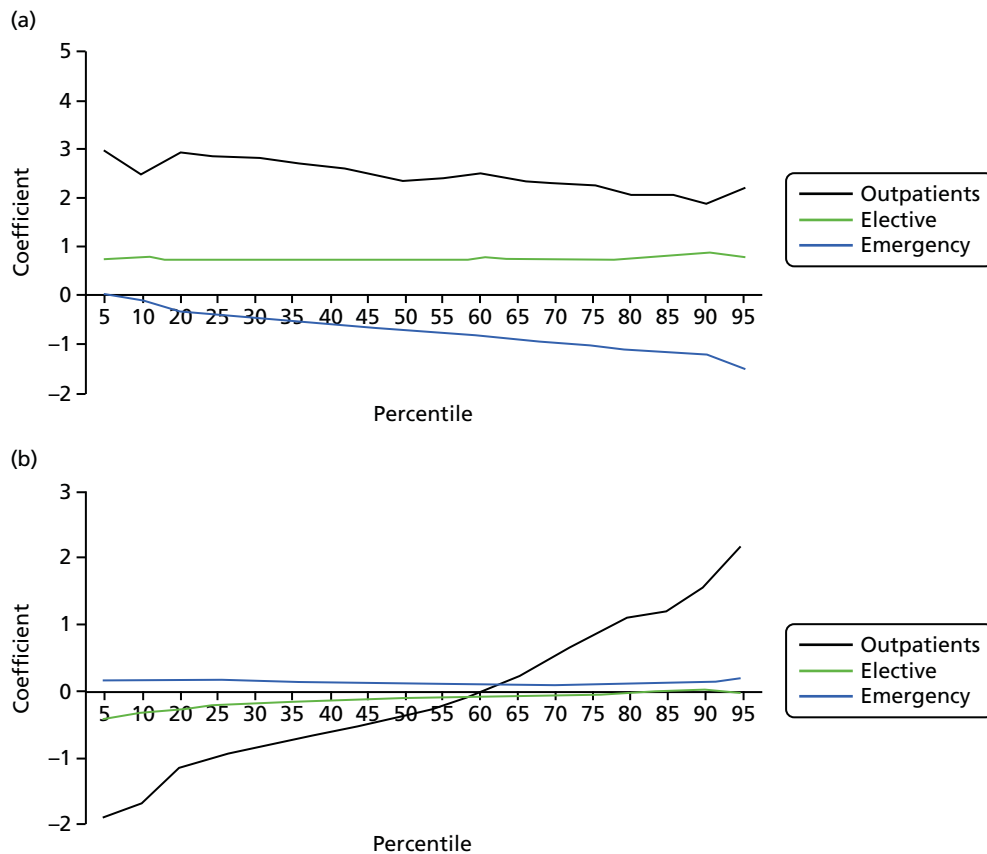 (a)
5
4
3
2
1
0
–1
–2
Coefficient
5 10 20 25 30 35 40 45 50 55 60 65 70 75 80 85 90 95
Percentile
Outpatients
Elective
Emergency
(b)
3
2
1
0
–1
–2
Coefficient
5 10 20 25 30 35 40 45 50 55 60 65 70 75 80 85 90 95
Percentile
Outpatients
Elective
Emergency